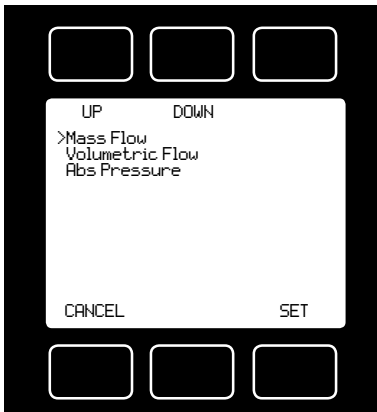 UP DOWN
>Mass Flow
Volumetric Flow
Abs Pressure
CANCEL SET